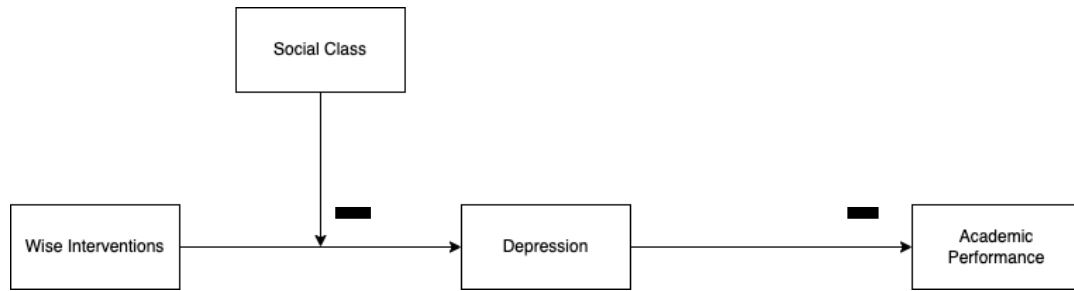 Social Class
Wise Interventions
Depression
Academic
Performance